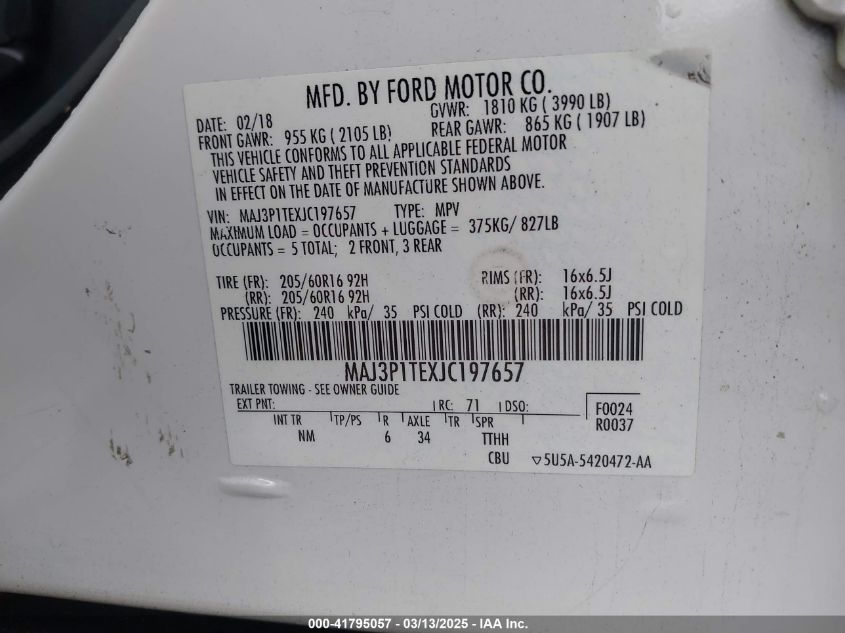 MFD. BY FORD MOTOR CO.
DATE: 02/18 GVWR: 1810 KG ( 3990 LB)
FRONT GAWR: 955 KG ( 2105 LB) REAR GAWR: 865 KG ( 1907 LB)
THIS VEHICLE CONFORMS TO ALL APPLICABLE FEDERAL MOTOR
VEHICLE SAFETY AND THEFT PREVENTION STANDARDS
IN EFFECT ON THE DATE OF MANUFACTURE SHOWN ABOVE.
VIN: MAJ3P1TEXJC197657 TYPE: MPV
MAXIMUM LOAD = OCCUPANTS + LUGGAGE = 375KG/ 827LB
OCCUPANTS = 5 TOTAL; 2 FRONT, 3 REAR
TIRE (FR): 205/60R16 92H RIMS (FR): 16x6.5J
(RR): 205/60R16 92H (RR): 16x6.5J
PRESSURE (FR): 240 kPa/ 35 PSI COLD (RR): 240 kPa/ 35 PSI COLD
MAJ3P1TEXJC197657
TRAILER TOWING - SEE OWNER GUIDE
EXT PNT: RC: 71 DSO: F0024
R0037
INT TR TP/PS R AXLE TR SPR
NM 6 34 TTHH
CBU ▽5U5A-5420472-AA
000-41795057 - 03/13/2025 - IAA Inc.